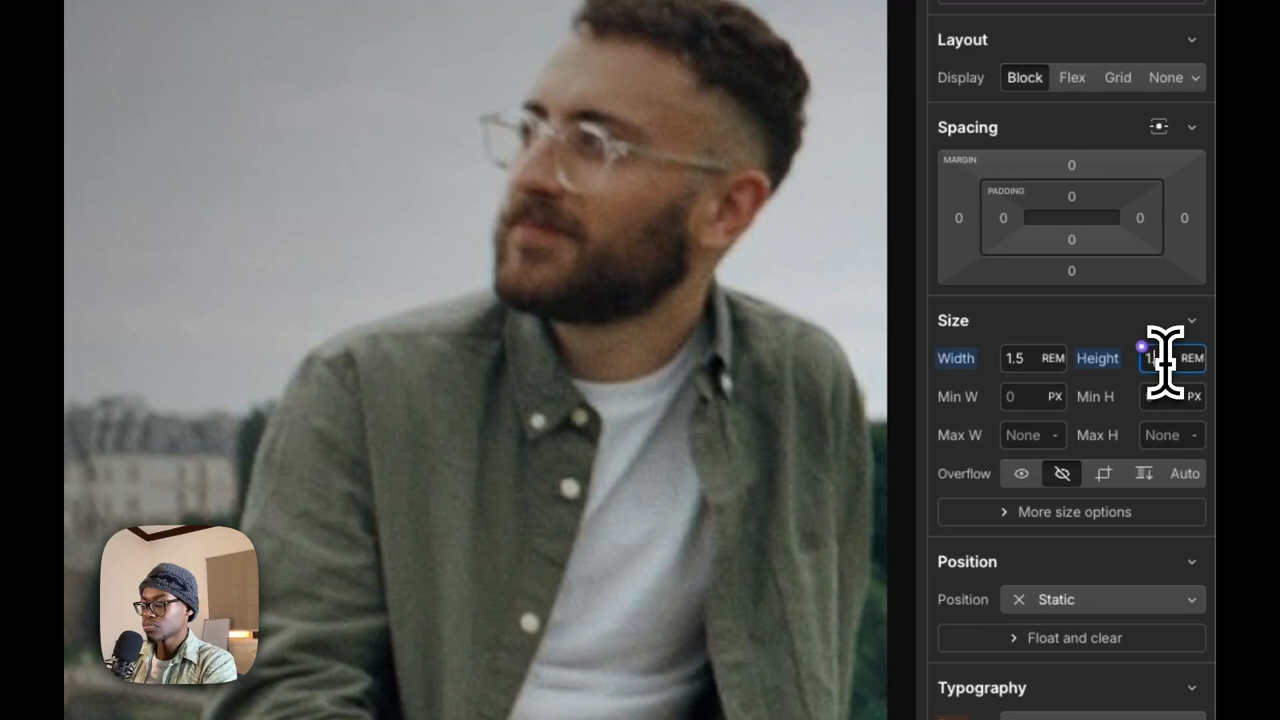 Layout
Display Block Flex Grid None
Spacing
MARGIN
0
PADDING
0
0 0 0 0
0
0
Size
Width 1.5 REM Height REM
Min W 0 PX Min H PX
Max W None - Max H None -
Overflow Auto
More size options
Position
Position Static
Float and clear
Typography